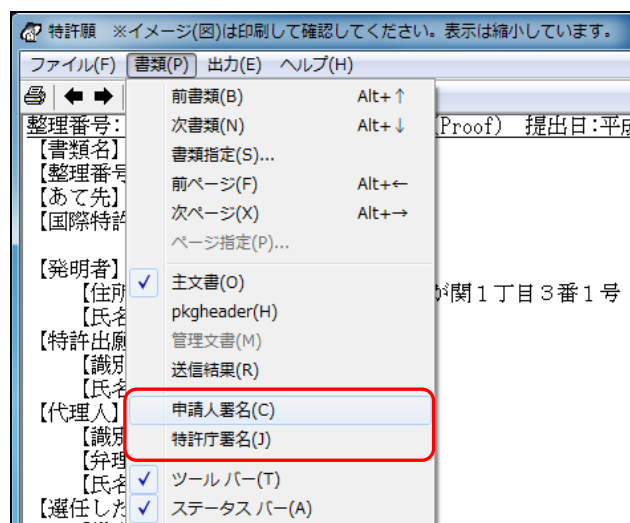 特許願 ※イメージ(図)は印刷して確認してください。表示は縮小しています。
ファイル(F) 書類(P) 出力(E) ヘルプ(H)
整理番号: (Proof) 提出日:平成
【書類名】
【整理番号
【あて先】
【国際特許
【発明者】
【住所 が関1丁目3番1号
【氏名
【特許出願
【識別
【氏名
【代理人】
【識別
【弁理
【氏名
【選任した
前書類(B) Alt+↑
次書類(N) Alt+↓
書類指定(S)...
前ページ(F) Alt+←
次ページ(X) Alt+→
ページ指定(P)...
主文書(O)
pkgheader(H)
管理文書(M)
送信結果(R)
申請人署名(C)
特許庁署名(J)
ツール バー(T)
ステータス バー(A)